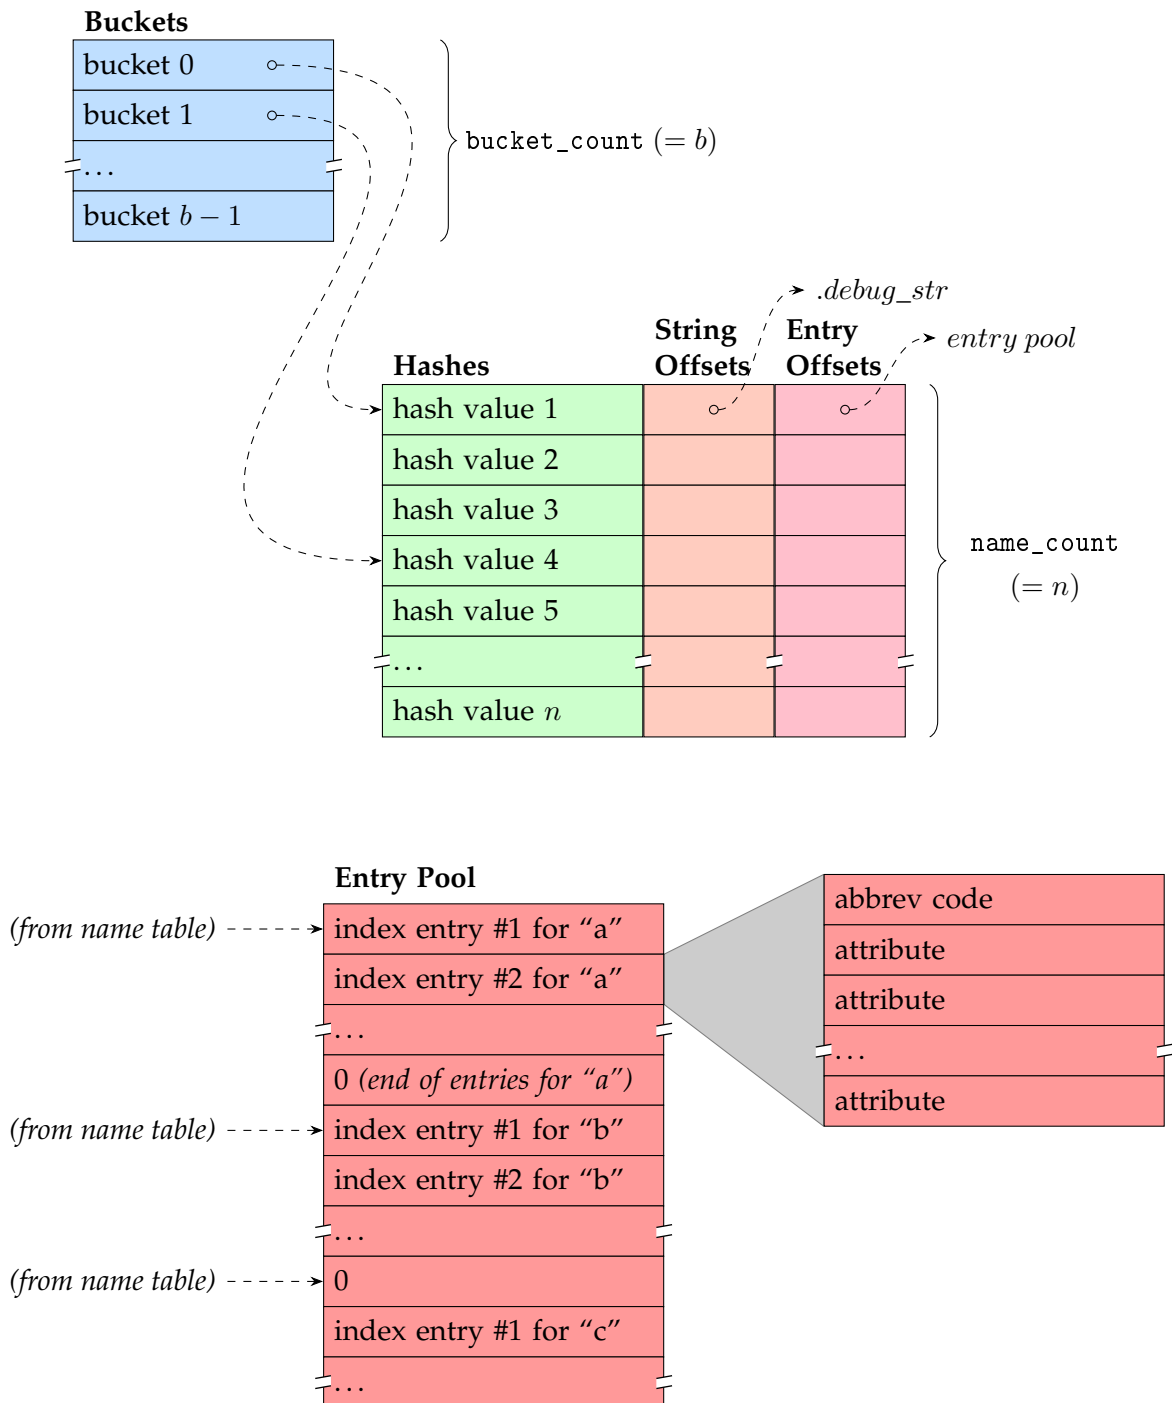 Buckets
bucket 0
bucket 1
...
bucket b − 1
bucket_count (= b)
.debug_str
entry pool
Hashes
String
Offsets
Entry
Offsets
hash value 1
hash value 2
hash value 3
hash value 4
hash value 5
...
hash value n
name_count
(= n)
Entry Pool
(from name table)
index entry #1 for “a”
index entry #2 for “a”
...
0 (end of entries for “a”)
(from name table)
index entry #1 for “b”
index entry #2 for “b”
...
(from name table)
0
index entry #1 for “c”
...
abbrev code
attribute
attribute
...
attribute